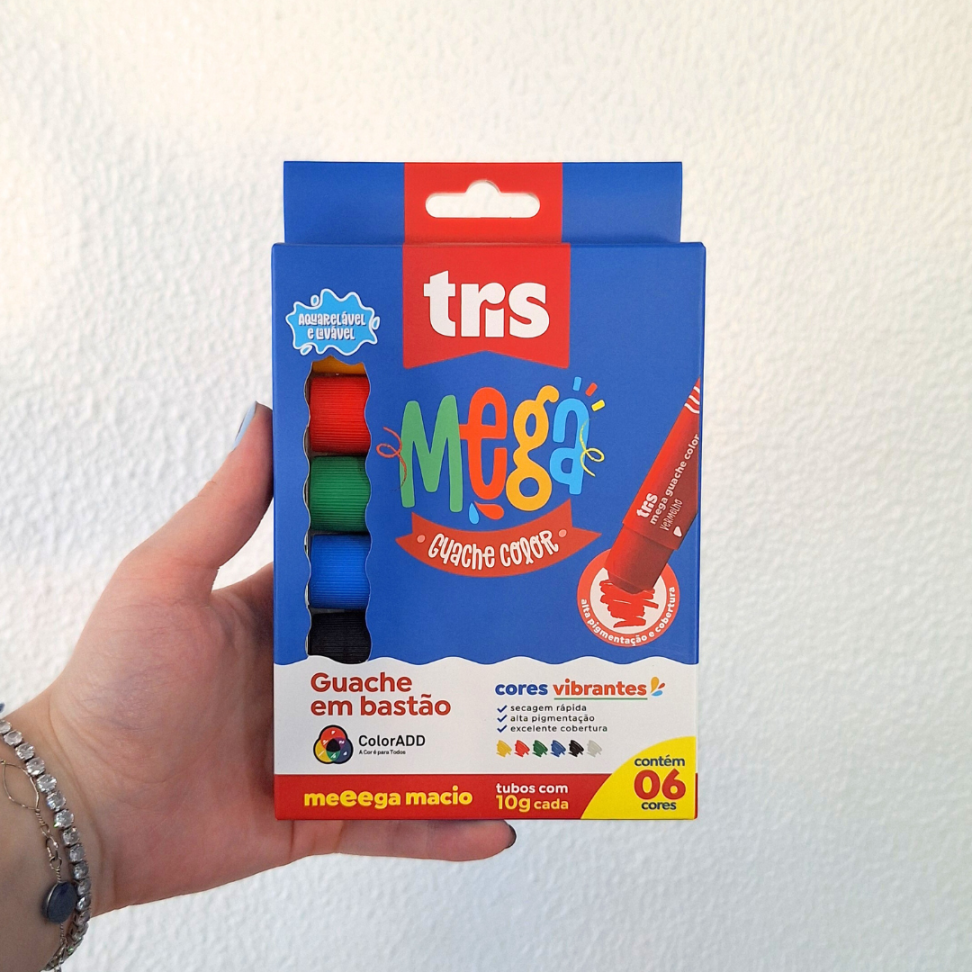 tris
AQUARELÁVEL
E LAVÁVEL
Mega
GUACHE COLOR
tris
mega guache color
VERMELHO
alta pigmentação e cobertura
Guache
em bastão
ColorADD
A Cor é para Todos
cores vibrantes
secagem rápida
alta pigmentação
excelente cobertura
meEega macio
tubos com
10g cada
contém
06
cores